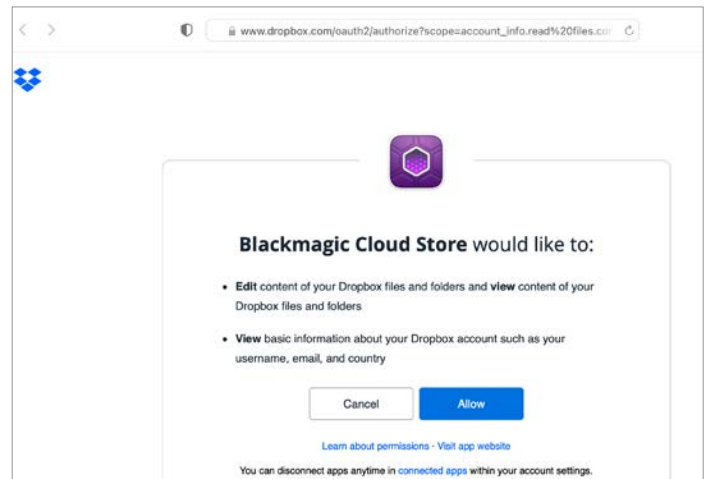 www.dropbox.com/oauth2/authorize?scope=account_info.read%20files.co
Blackmagic Cloud Store would like to:
• Edit content of your Dropbox files and folders and view content of your
Dropbox files and folders
• View basic information about your Dropbox account such as your
username, email, and country
Cancel Allow
Learn about permissions - Visit app website
You can disconnect apps anytime in connected apps within your account settings.